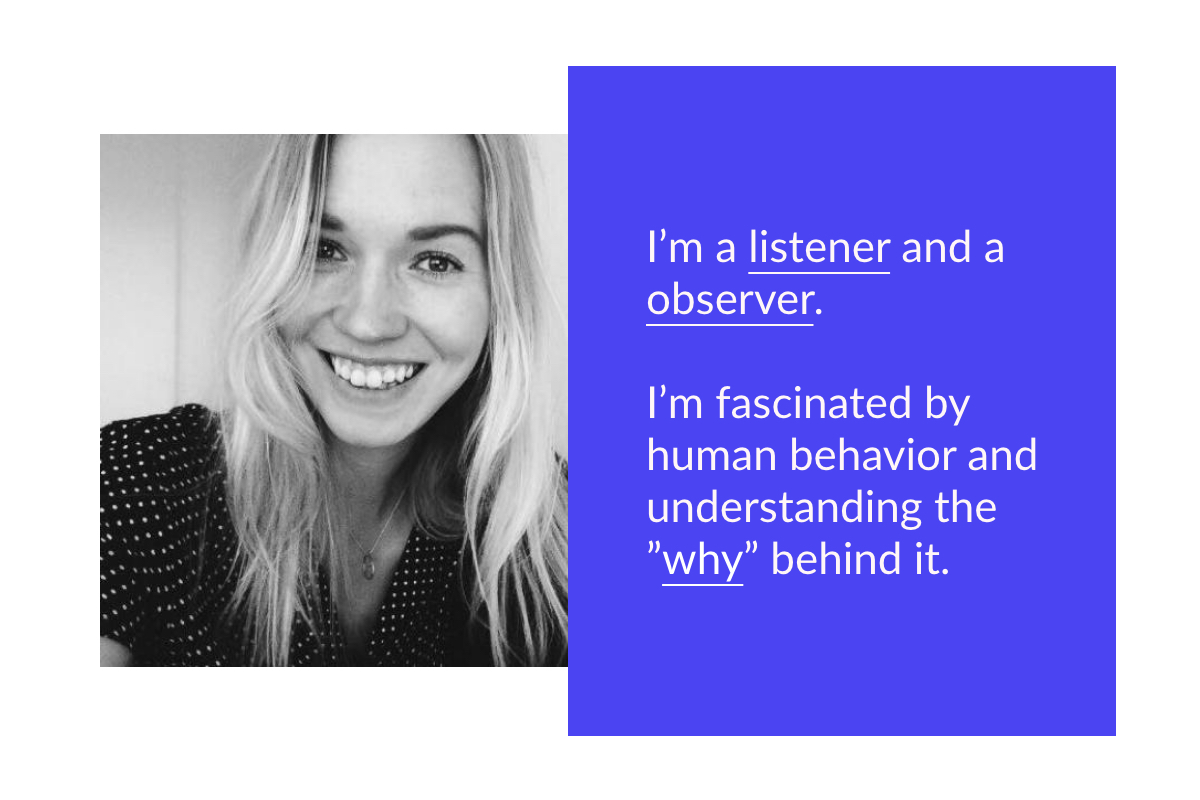 I’m a listener and a
observer.
I’m fascinated by
human behavior and
understanding the
”why” behind it.